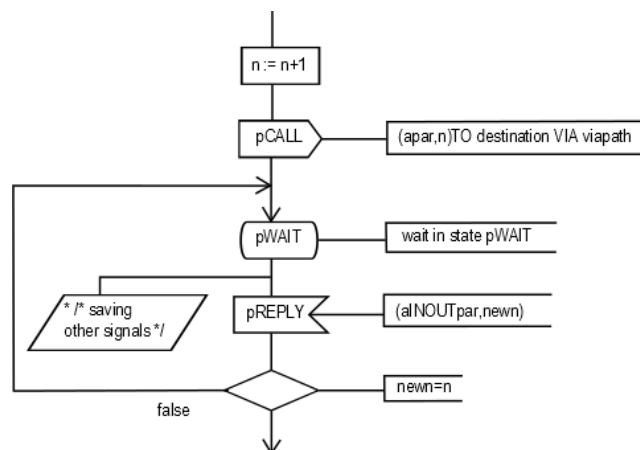 n := n+1
pCALL
(apar,n)TO destination VIA viapath
pWAIT
wait in state pWAIT
* /* saving
other signals */
pREPLY
(aINOUTpar,newn)
newn=n
false